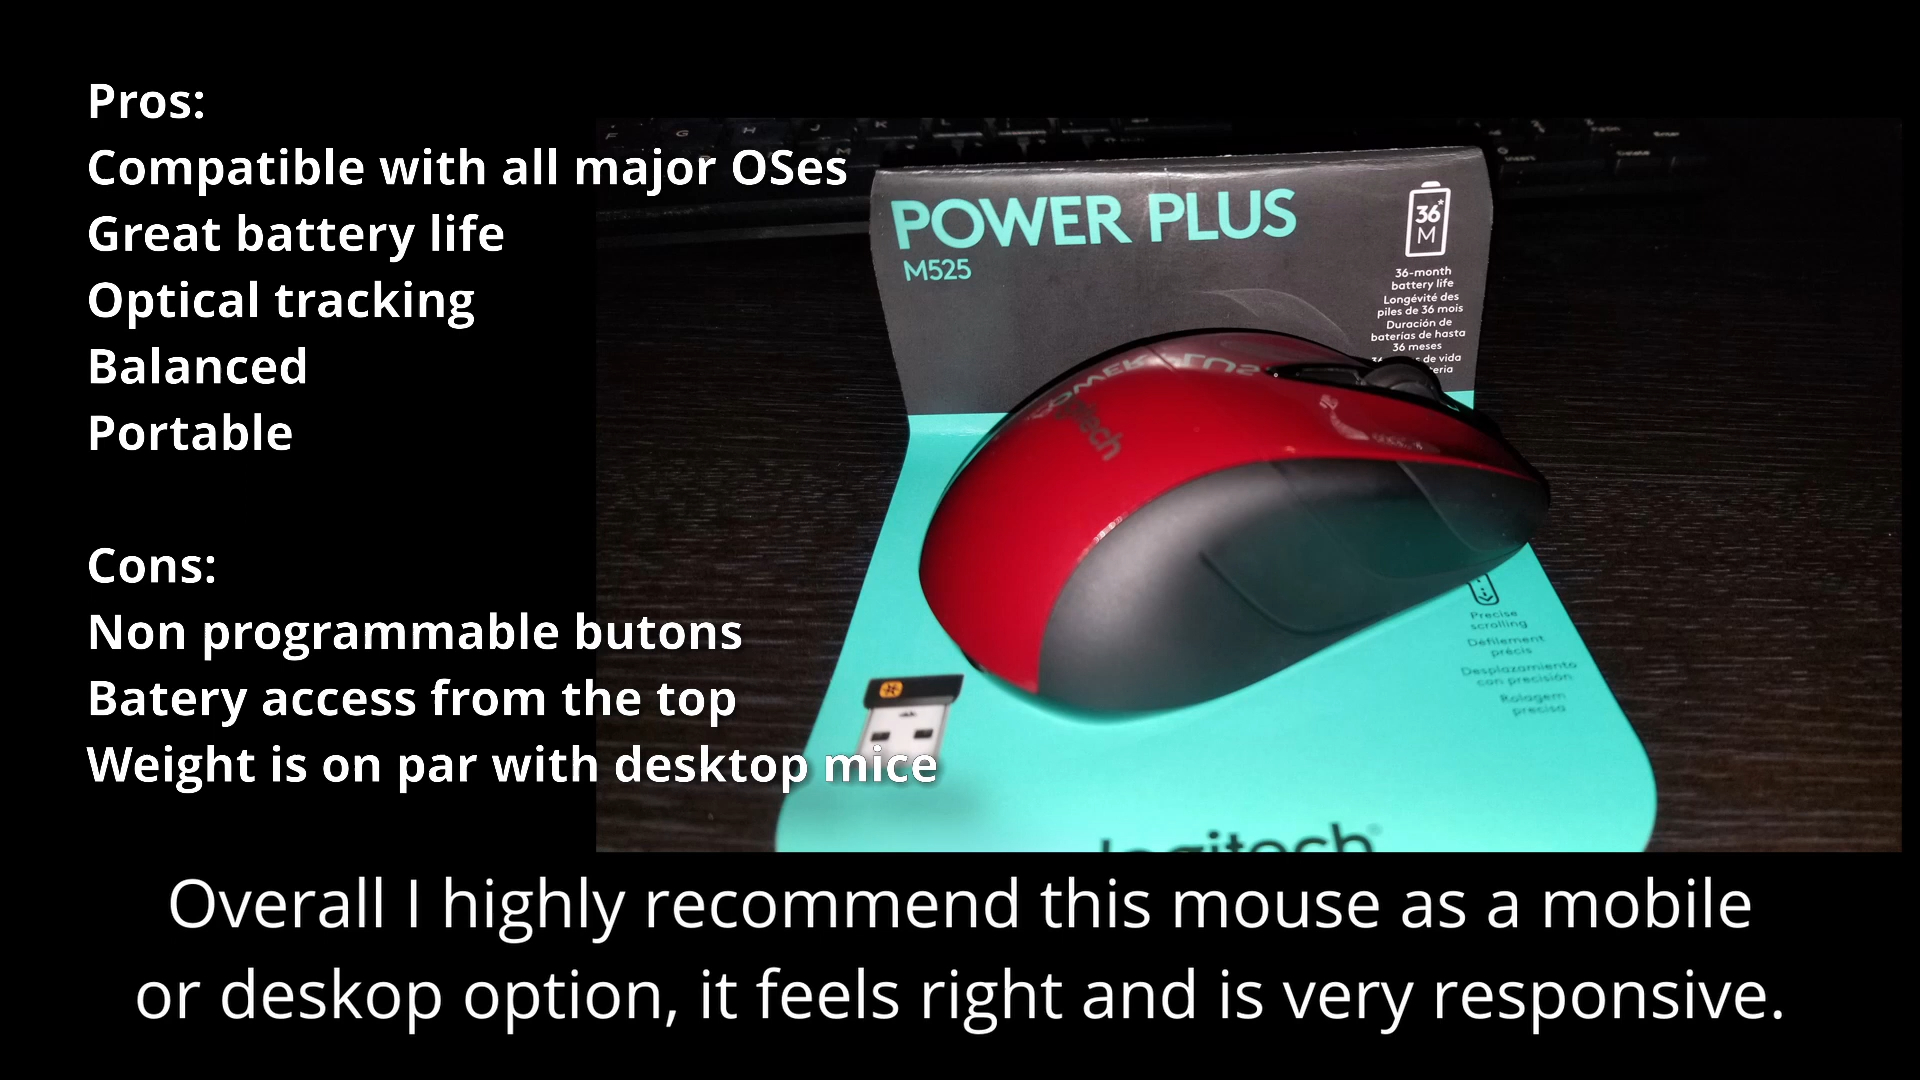 Pros:
Compatible with all major OSes
Great battery life
Optical tracking
Balanced
Portable
Cons:
Non programmable butons
Batery access from the top
Weight is on par with desktop mice
POWER PLUS
M525
36*
M
36-month
battery life
Longévité des
piles de 36 mois
Duración de
baterías de hasta
36 meses
de vida
Precise
scrolling
Défilement
précis
Desplazamiento
con precisión
Rolagem
precisa
logitech
Overall I highly recommend this mouse as a mobile
or deskop option, it feels right and is very responsive.